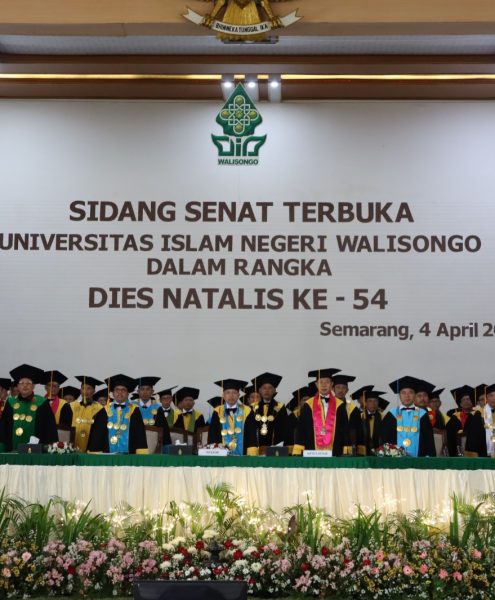 BHINNEKA TUNGGAL IKA
WALISONGO
SIDANG SENAT TERBUKA
UNIVERSITAS ISLAM NEGERI WALISONGO
DALAM RANGKA
DIES NATALIS KE - 54
Semarang, 4 April 20